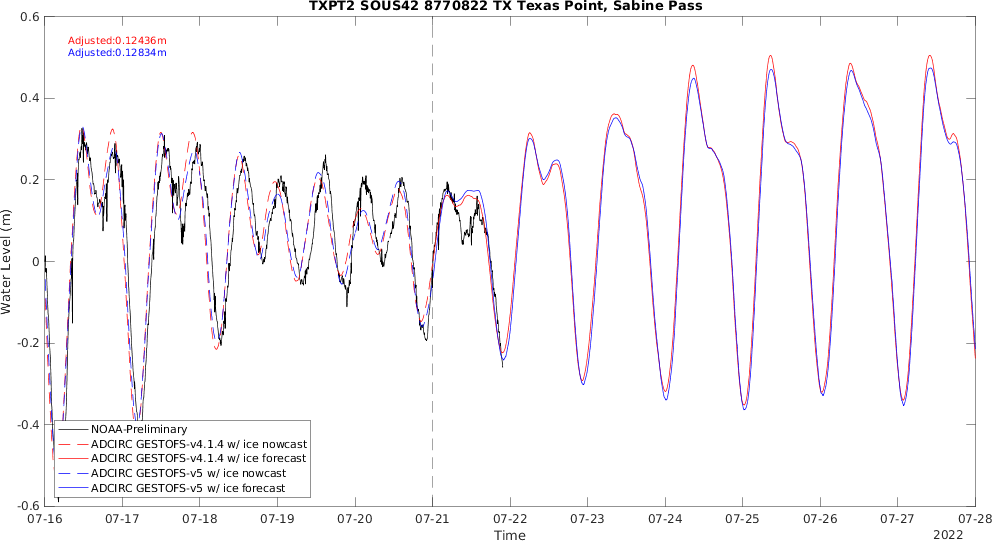 TXPT2 SOUS42 8770822 TX Texas Point, Sabine Pass
Adjusted:0.12436m
Adjusted:0.12834m
Water Level (m)
0.6
0.4
0.2
0
-0.2
-0.4
-0.6
NOAA-Preliminary
ADCIRC GESTOFS-v4.1.4 w/ ice nowcast
ADCIRC GESTOFS-v4.1.4 w/ ice forecast
ADCIRC GESTOFS-v5 w/ ice nowcast
ADCIRC GESTOFS-v5 w/ ice forecast
07-16 07-17 07-18 07-19 07-20 07-21 07-22 07-23 07-24 07-25 07-26 07-27 07-28
Time
2022